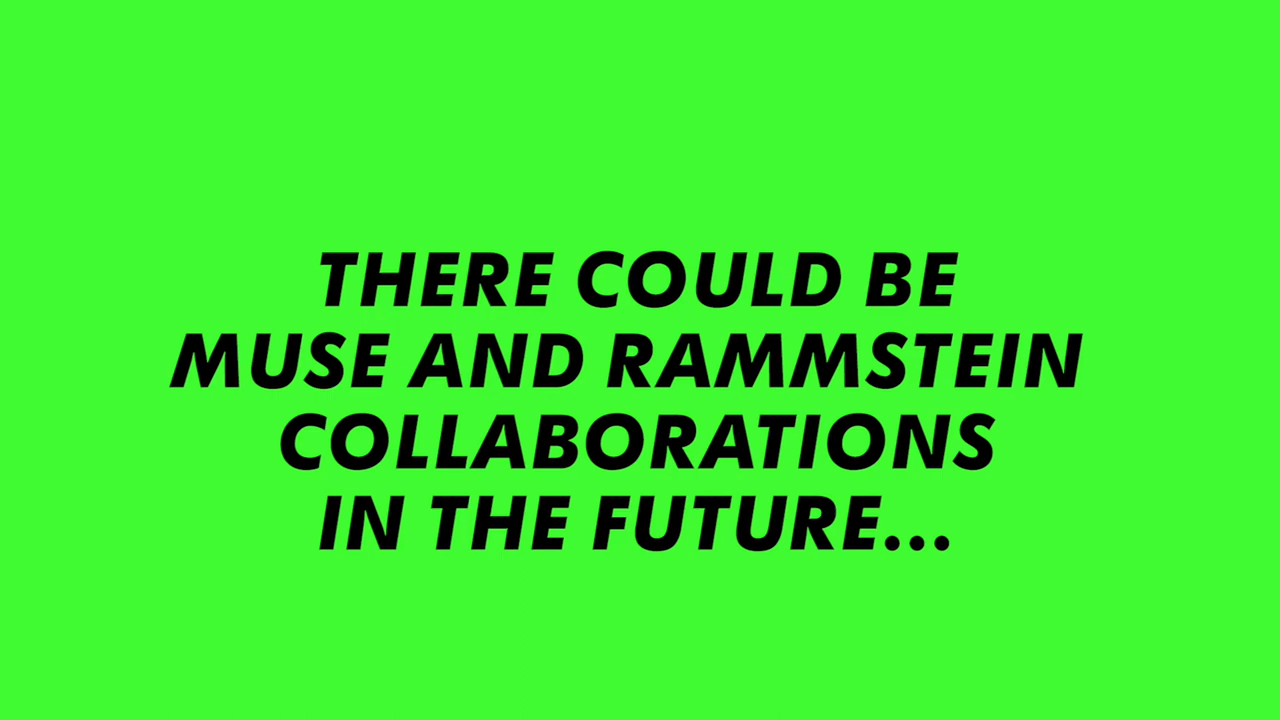 THERE COULD BE
MUSE AND RAMMSTEIN
COLLABORATIONS
IN THE FUTURE...